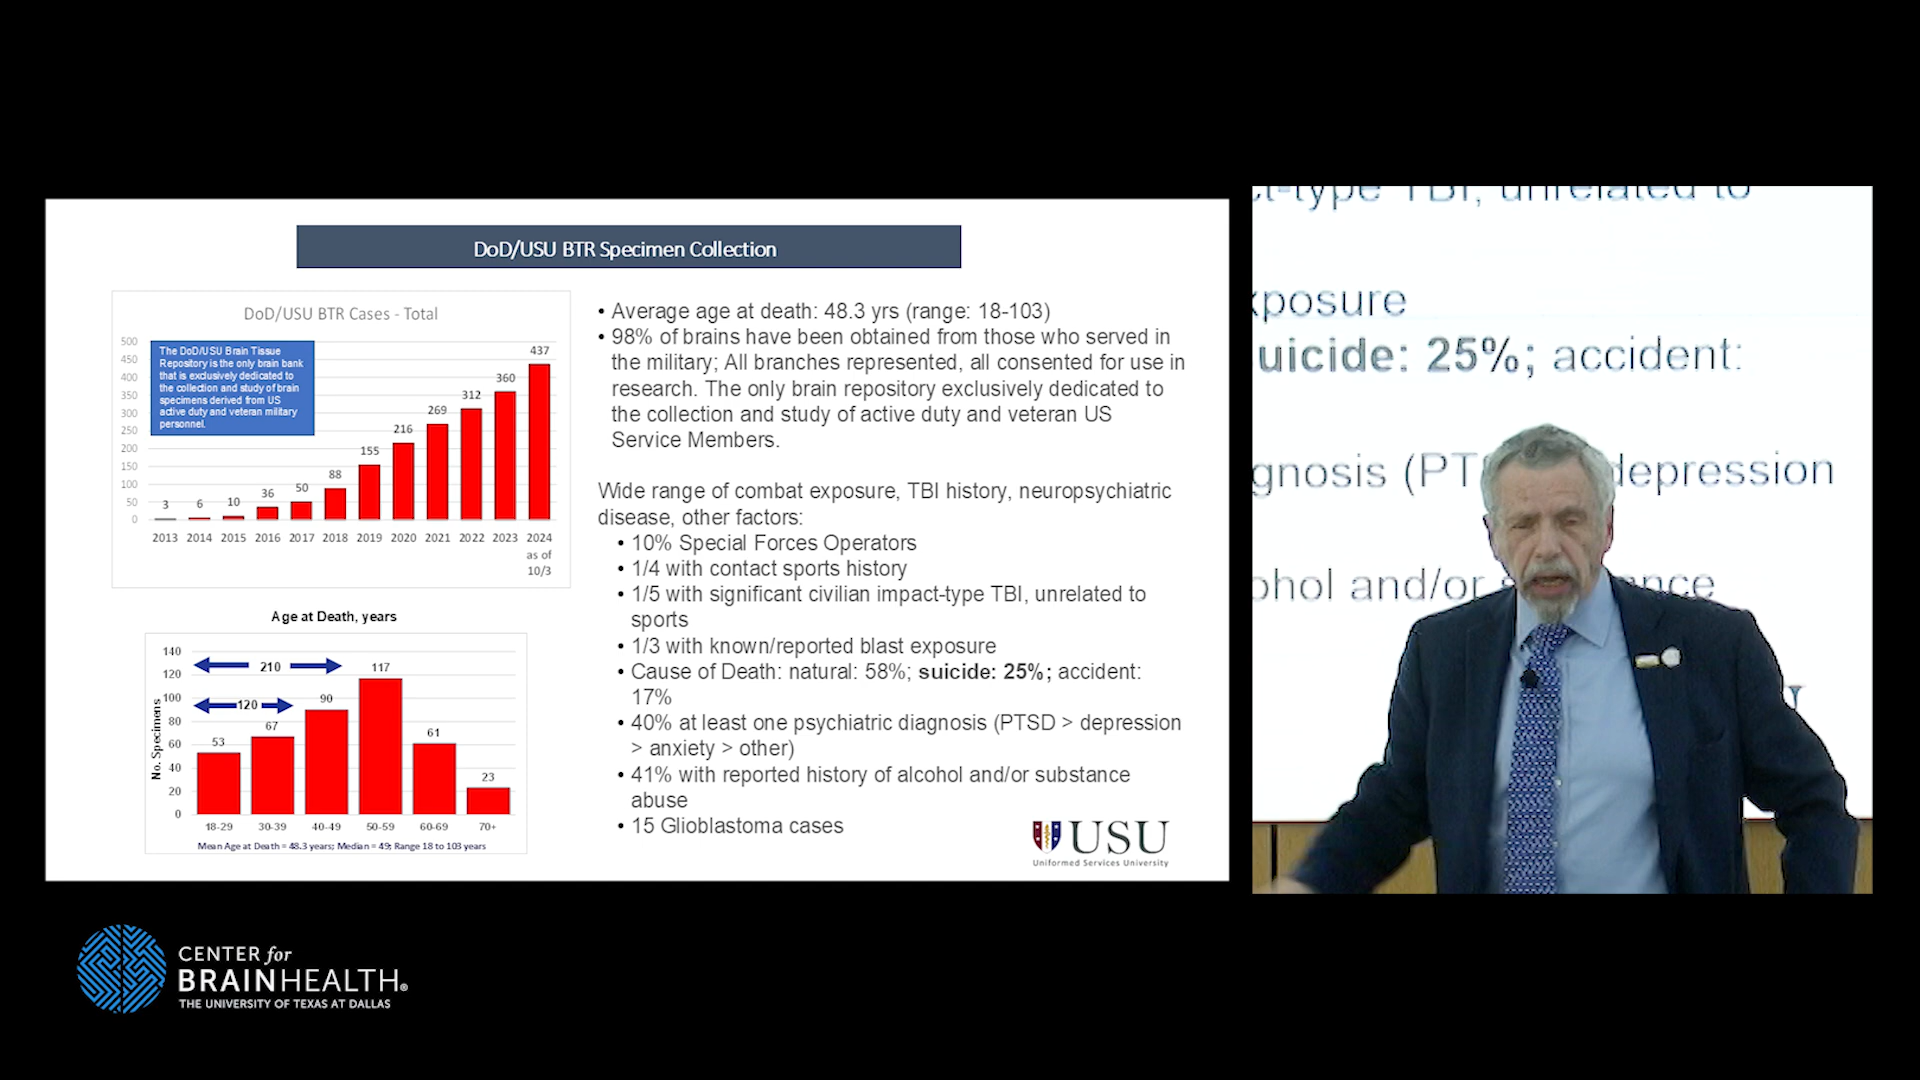 DoD/USU BTR Specimen Collection
DoD/USU BTR Cases - Total
500
450
400
350
300
250
200
150
100
50
0
The DoD/USU Brain Tissue
Repository is the only brain bank
that is exclusively dedicated to
the collection and study of brain
specimens derived from US
active duty and veteran military
personnel.
3 6 10 36 50 88 155 216 269 312 360 437
2013 2014 2015 2016 2017 2018 2019 2020 2021 2022 2023 2024
as of
10/3
Age at Death, years
No. Specimens
140
120
100
80
60
40
20
0
210
120
53 67 90 117 61 23
18-29 30-39 40-49 50-59 60-69 70+
Mean Age at Death = 48.3 years; Median = 49; Range 18 to 103 years
• Average age at death: 48.3 yrs (range: 18-103)
• 98% of brains have been obtained from those who served in
the military; All branches represented, all consented for use in
research. The only brain repository exclusively dedicated to
the collection and study of active duty and veteran US
Service Members.
Wide range of combat exposure, TBI history, neuropsychiatric
disease, other factors:
• 10% Special Forces Operators
• 1/4 with contact sports history
• 1/5 with significant civilian impact-type TBI, unrelated to
sports
• 1/3 with known/reported blast exposure
• Cause of Death: natural: 58%; suicide: 25%; accident:
17%
• 40% at least one psychiatric diagnosis (PTSD > depression
> anxiety > other)
• 41% with reported history of alcohol and/or substance
abuse
• 15 Glioblastoma cases
USU
Uniformed Services University
ct-type TBI, unrelated to
xposure
uicide: 25%; accident:
gnosis (PT depression
ohol and/or s nce
CENTER for
BRAINHEALTH®
THE UNIVERSITY OF TEXAS AT DALLAS